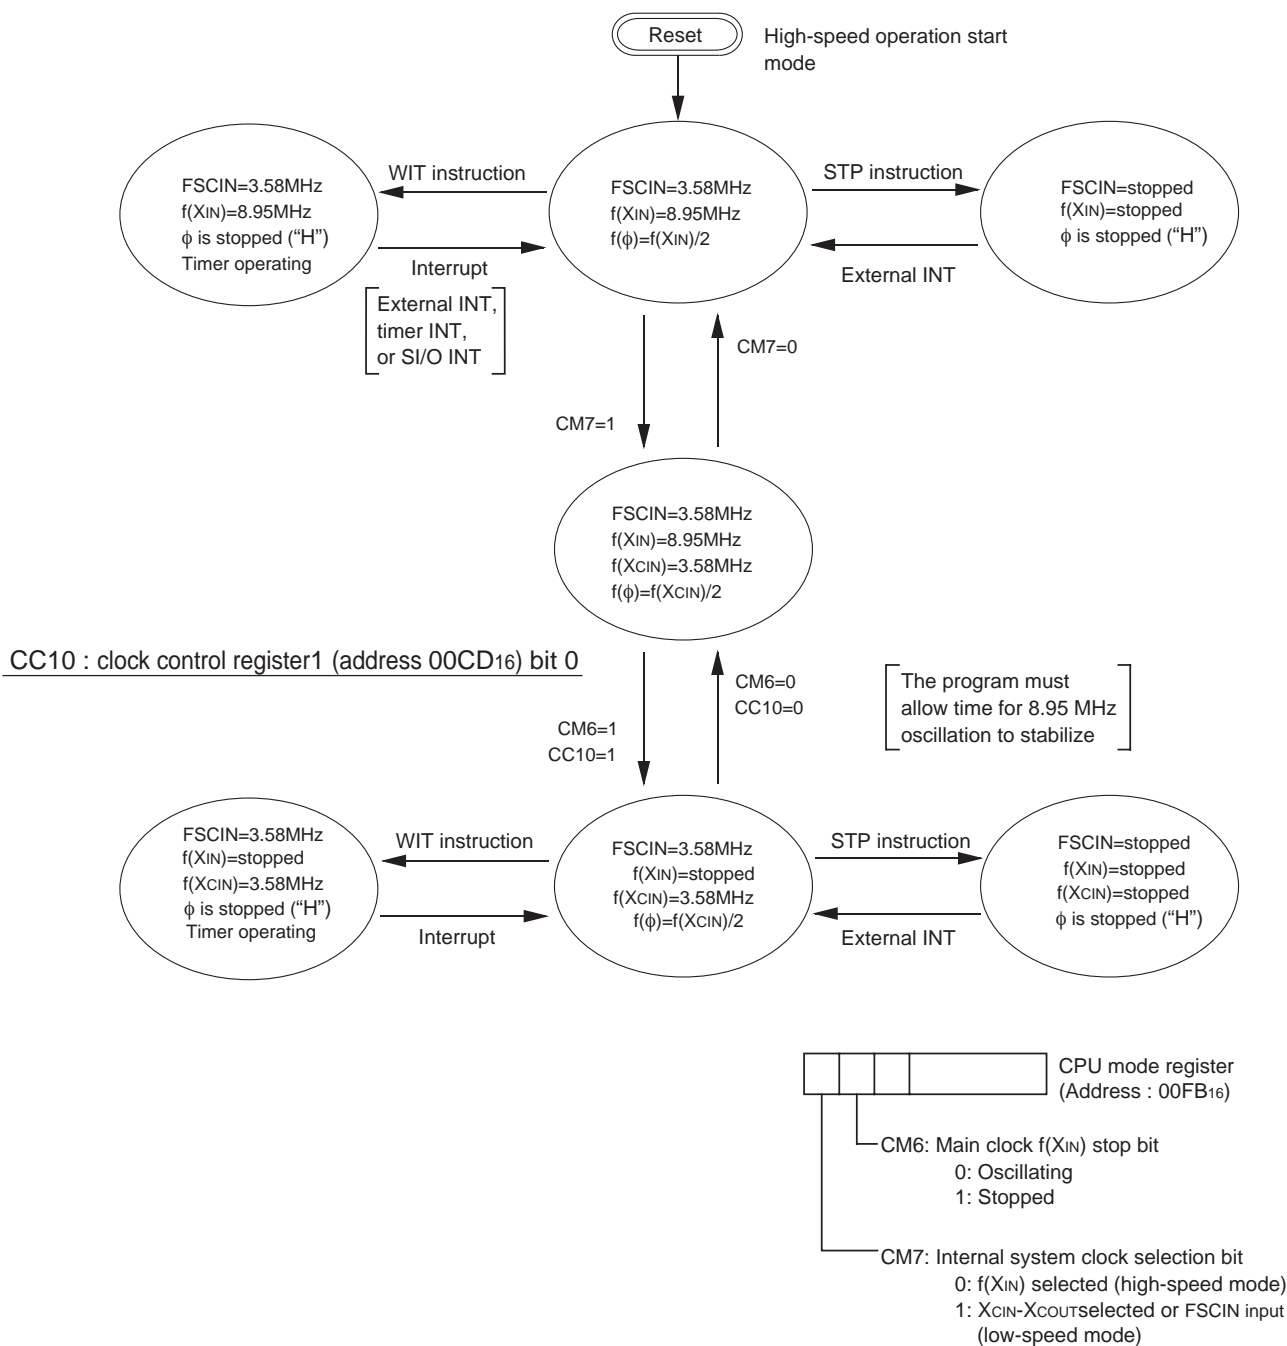 Reset
High-speed operation start
mode
FSCIN=3.58MHz
f(XIN)=8.95MHz
ϕ is stopped (“H”)
Timer operating
WIT instruction
Interrupt
External INT,
timer INT,
or SI/O INT
FSCIN=3.58MHz
f(XIN)=8.95MHz
f(ϕ)=f(XIN)/2
STP instruction
External INT
FSCIN=stopped
f(XIN)=stopped
ϕ is stopped (“H”)
CM7=0
CM7=1
FSCIN=3.58MHz
f(XIN)=8.95MHz
f(XCIN)=3.58MHz
f(ϕ)=f(XCIN)/2
CC10 : clock control register1 (address 00CD16) bit 0
CM6=0
CC10=0
The program must
allow time for 8.95 MHz
oscillation to stabilize
CM6=1
CC10=1
FSCIN=3.58MHz
f(XIN)=stopped
f(XCIN)=3.58MHz
ϕ is stopped (“H”)
Timer operating
WIT instruction
Interrupt
FSCIN=3.58MHz
f(XIN)=stopped
f(XCIN)=3.58MHz
f(ϕ)=f(XCIN)/2
STP instruction
External INT
FSCIN=stopped
f(XIN)=stopped
f(XCIN)=stopped
ϕ is stopped (“H”)
CPU mode register
(Address : 00FB16)
CM6: Main clock f(XIN) stop bit
0: Oscillating
1: Stopped
CM7: Internal system clock selection bit
0: f(XIN) selected (high-speed mode)
1: XCIN-XCOUTselected or FSCIN input
(low-speed mode)